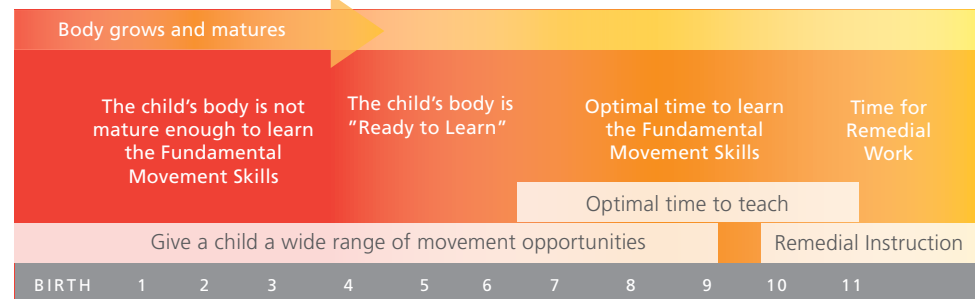 Body grows and matures
The child's body is not
mature enough to learn
the Fundamental
Movement Skills
The child's body is
"Ready to Learn"
Optimal time to learn
the Fundamental
Movement Skills
Time for
Remedial
Work
Optimal time to teach
Give a child a wide range of movement opportunities
Remedial Instruction
BIRTH 1 2 3 4 5 6 7 8 9 10 11